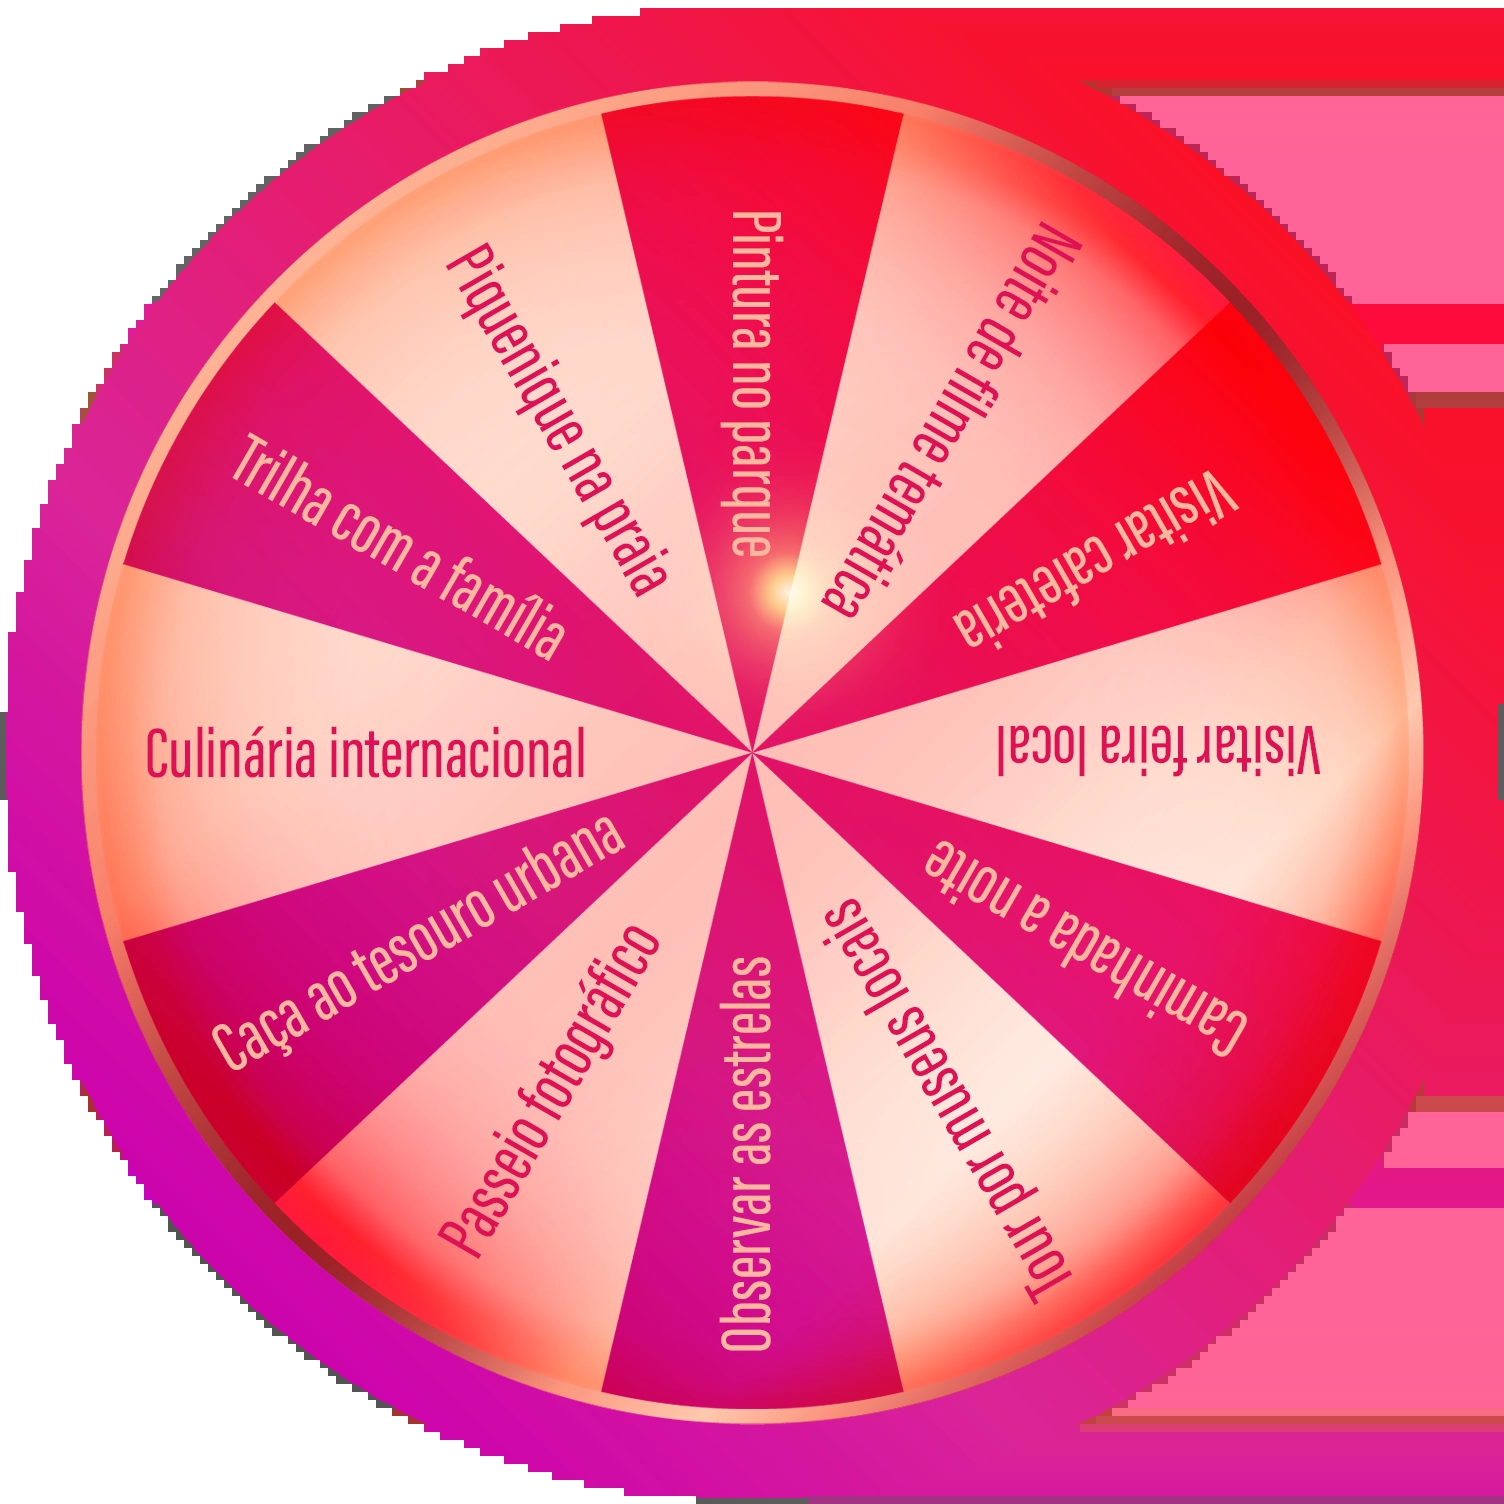 Pintura no parque
Noite de filme temática
Visitar cafeteria
Visitar feira local
Caminhada a noite
Tour por museus locais
Observar as estrelas
Passeio fotográfico
Caça ao tesouro urbana
Culinária internacional
Trilha com a família
Piquenique na praia